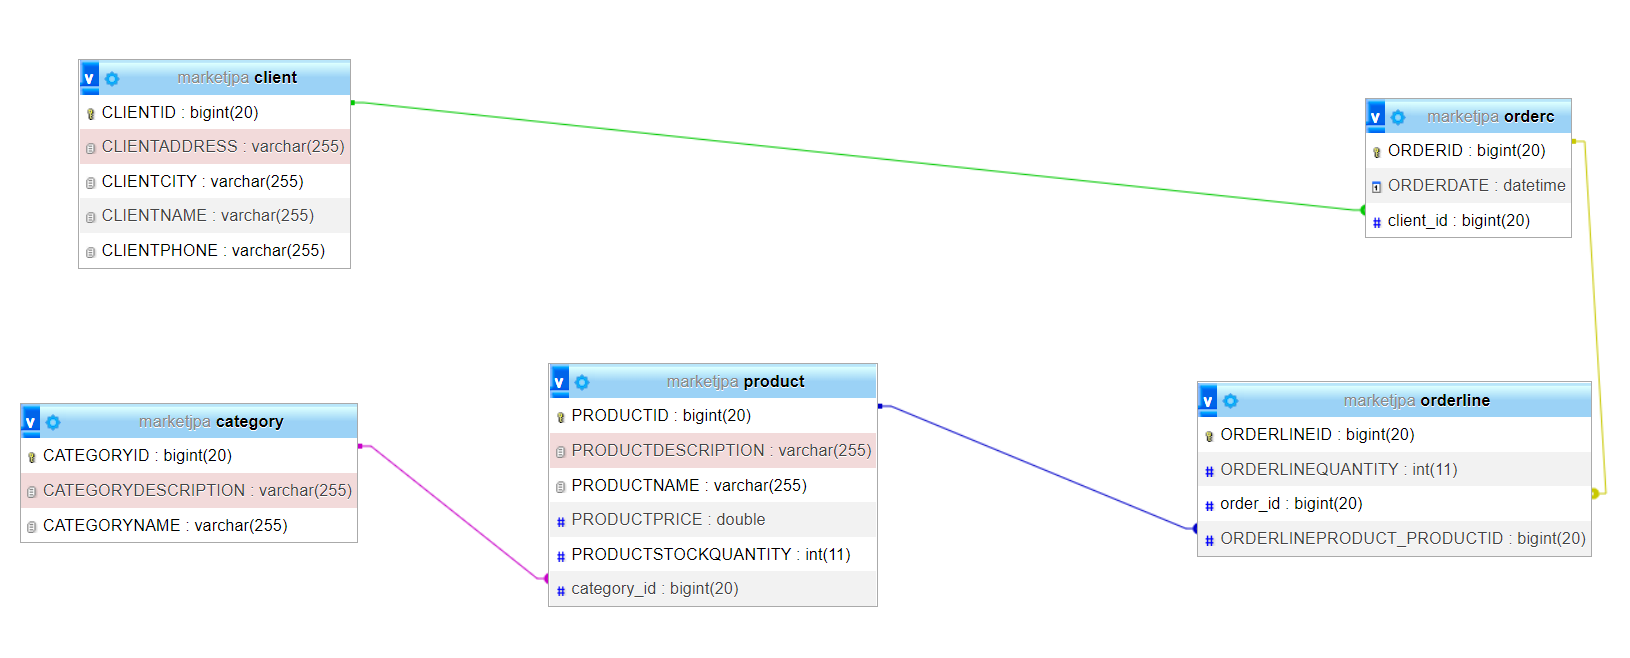 v marketjpa client
CLIENTID : bigint(20)
CLIENTADDRESS : varchar(255)
CLIENTCITY : varchar(255)
CLIENTNAME : varchar(255)
CLIENTPHONE : varchar(255)
v marketjpa orderc
ORDERID : bigint(20)
ORDERDATE : datetime
# client_id : bigint(20)
v marketjpa category
CATEGORYID : bigint(20)
CATEGORYDESCRIPTION : varchar(255)
CATEGORYNAME : varchar(255)
v marketjpa product
PRODUCTID : bigint(20)
PRODUCTDESCRIPTION : varchar(255)
PRODUCTNAME : varchar(255)
# PRODUCTPRICE : double
# PRODUCTSTOCKQUANTITY : int(11)
# category_id : bigint(20)
v marketjpa orderline
ORDERLINEID : bigint(20)
# ORDERLINEQUANTITY : int(11)
# order_id : bigint(20)
# ORDERLINEPRODUCT_PRODUCTID : bigint(20)